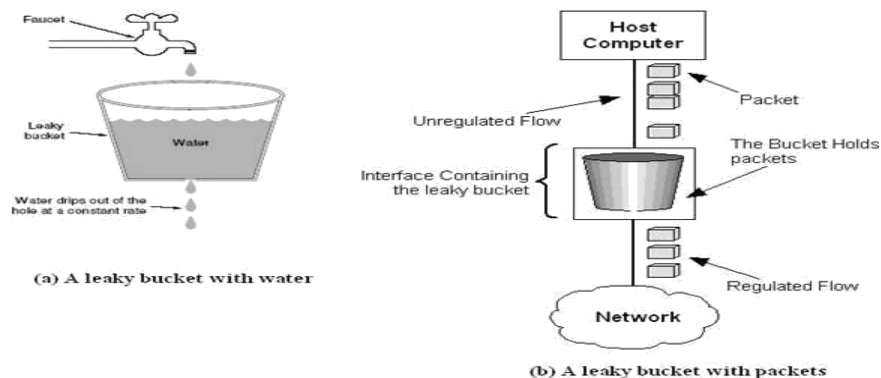 Faucet
Leaky
bucket
Water
Water drips out of the
hole at a constant rate
(a) A leaky bucket with water
Host
Computer
Packet
Unregulated Flow
The Bucket Holds
packets
Interface Containing
the leaky bucket
Regulated Flow
Network
(b) A leaky bucket with packets